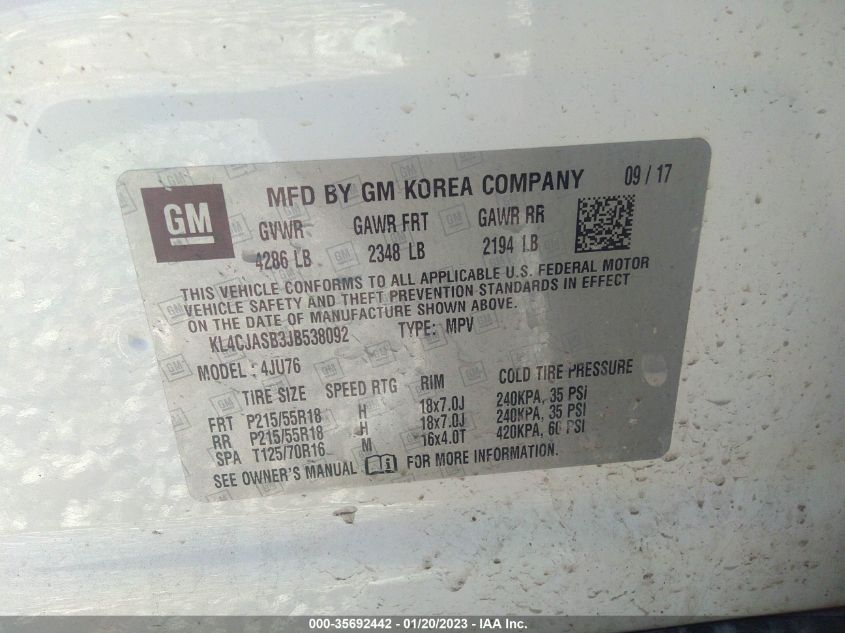 GM
MFD BY GM KOREA COMPANY 09 / 17
GVWR GAWR FRT GAWR RR
4286 LB 2348 LB 2194 LB
THIS VEHICLE CONFORMS TO ALL APPLICABLE U.S. FEDERAL MOTOR
VEHICLE SAFETY AND THEFT PREVENTION STANDARDS IN EFFECT
ON THE DATE OF MANUFACTURE SHOWN ABOVE.
KL4CJASB3JB538092 TYPE: MPV
MODEL : 4JU76
TIRE SIZE SPEED RTG RIM COLD TIRE PRESSURE
FRT P215/55R18 H 18x7.0J 240KPA, 35 PSI
RR P215/55R18 H 18x7.0J 240KPA, 35 PSI
SPA T125/70R16 M 16x4.0T 420KPA, 60 PSI
SEE OWNER'S MANUAL FOR MORE INFORMATION.
000-35692442 - 01/20/2023 - IAA Inc.